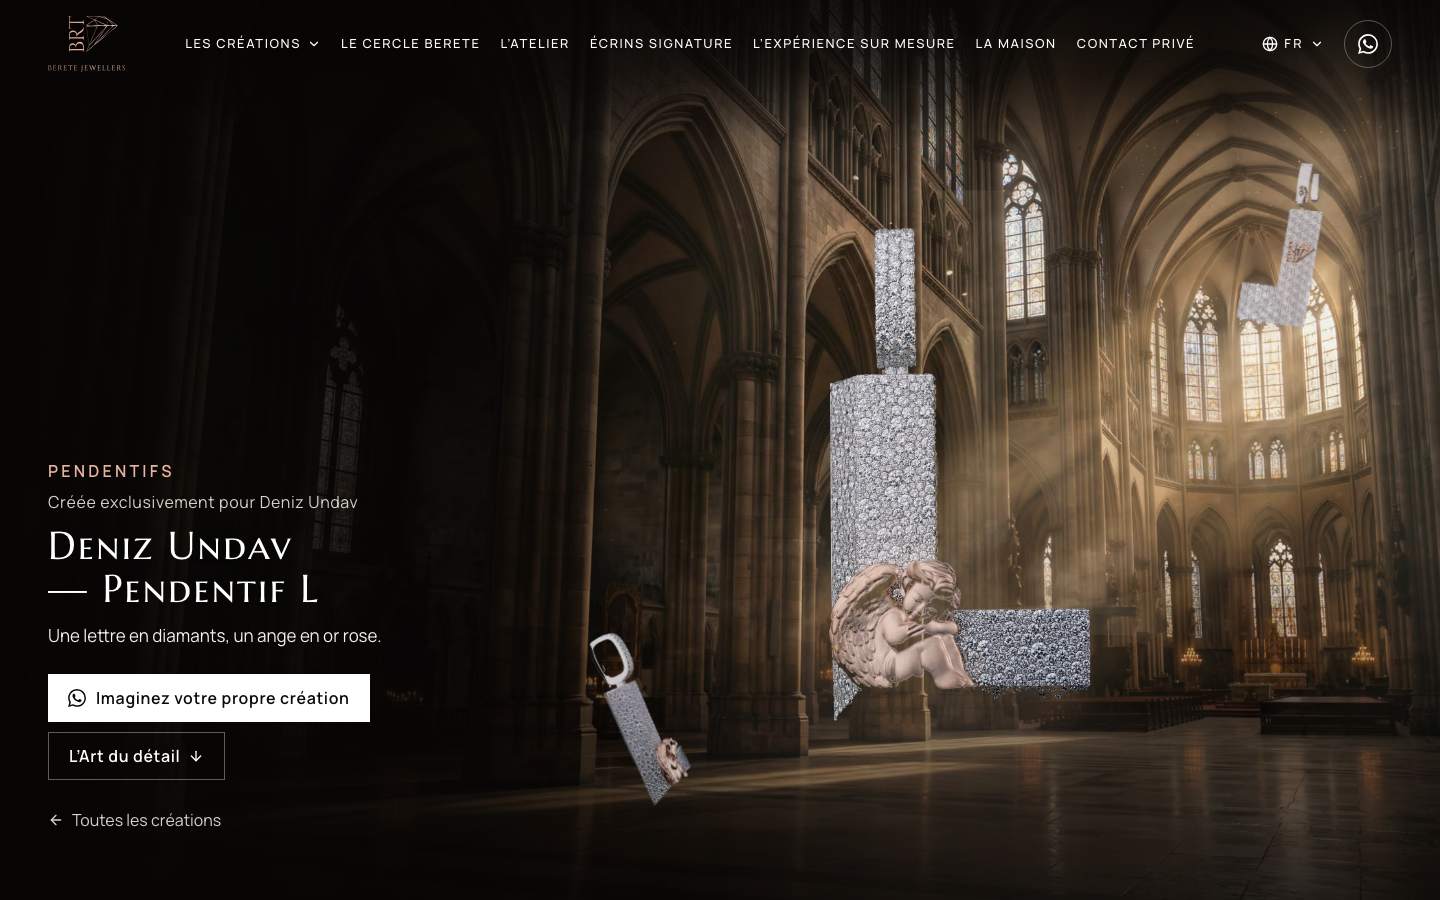 BRT
BERETE JEWELLERS
LES CRÉATIONS
LE CERCLE BERETE
L’ATELIER
ÉCRINS SIGNATURE
L’EXPÉRIENCE SUR MESURE
LA MAISON
CONTACT PRIVÉ
FR
PENDENTIFS
Créée exclusivement pour Deniz Undav
Deniz Undav
— Pendentif L
Une lettre en diamants, un ange en or rose.
Imaginez votre propre création
L’Art du détail ↓
← Toutes les créations